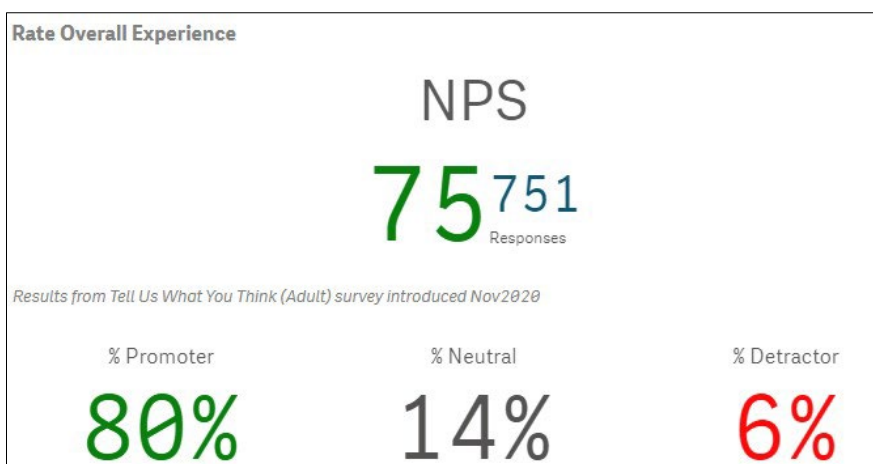 Rate Overall Experience
NPS
75 751
Responses
Results from Tell Us What You Think (Adult) survey introduced Nov2020
% Promoter % Neutral % Detractor
80% 14% 6%